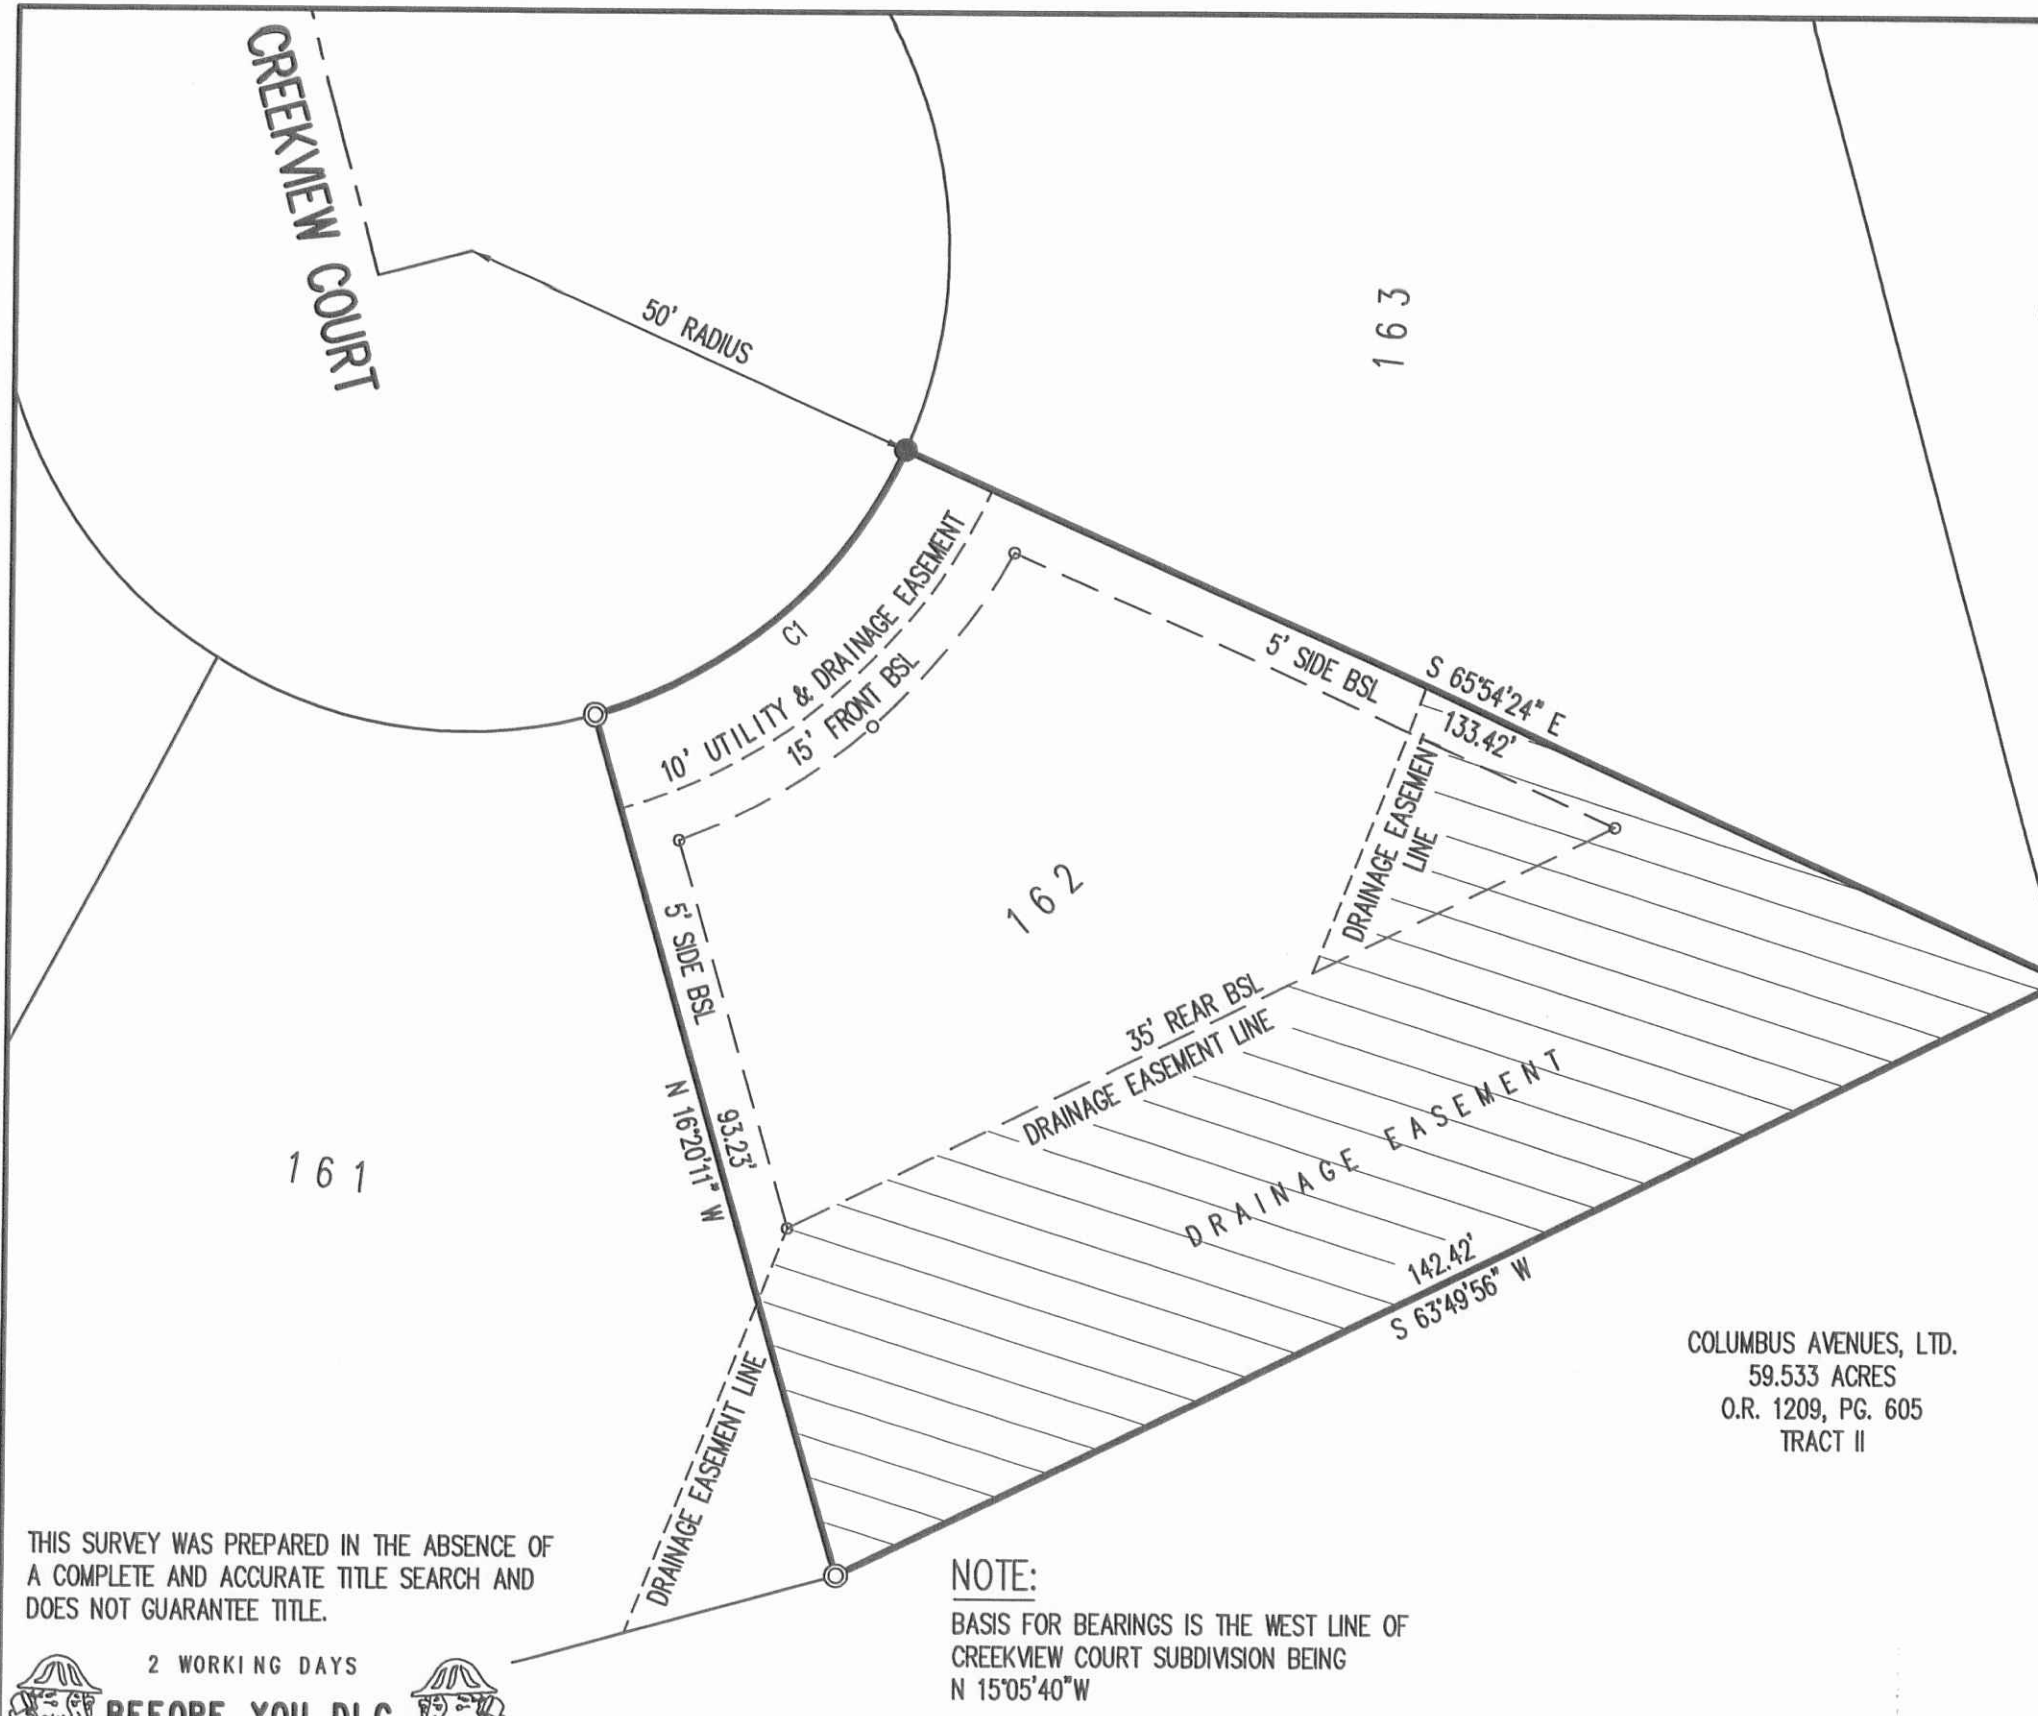 CREEKVIEW COURT
50' RADIUS
163
C1
10' UTILITY & DRAINAGE EASEMENT
15' FRONT BSL
5' SIDE BSL
S 65°54'24" E
133.42'
DRAINAGE EASEMENT
LINE
162
5' SIDE BSL
93.23'
N 16°20'11" W
35' REAR BSL
DRAINAGE EASEMENT LINE
DRAINAGE EASEMENT
142.42'
S 63°49'56" W
161
DRAINAGE EASEMENT LINE
COLUMBUS AVENUES, LTD.
59.533 ACRES
O.R. 1209, PG. 605
TRACT II
THIS SURVEY WAS PREPARED IN THE ABSENCE OF
A COMPLETE AND ACCURATE TITLE SEARCH AND
DOES NOT GUARANTEE TITLE.
NOTE:
BASIS FOR BEARINGS IS THE WEST LINE OF
CREEKVIEW COURT SUBDIVISION BEING
N 15°05'40"W
2 WORKING DAYS
BEFORE YOU DIG